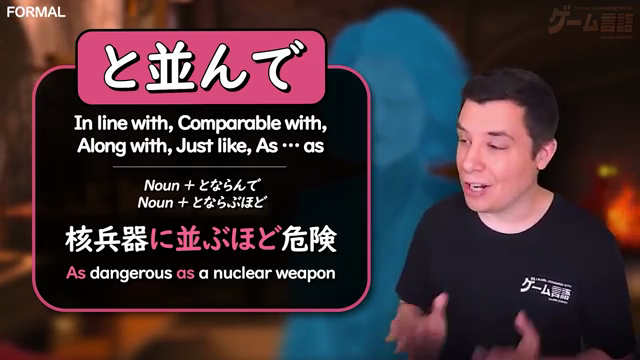 FORMAL
ゲーム言語
と並んで
In line with, Comparable with,
Along with, Just like, As … as
Noun + とならんで
Noun + とならぶほど
核兵器に並ぶほど危険
As dangerous as a nuclear weapon
ゲーム言語